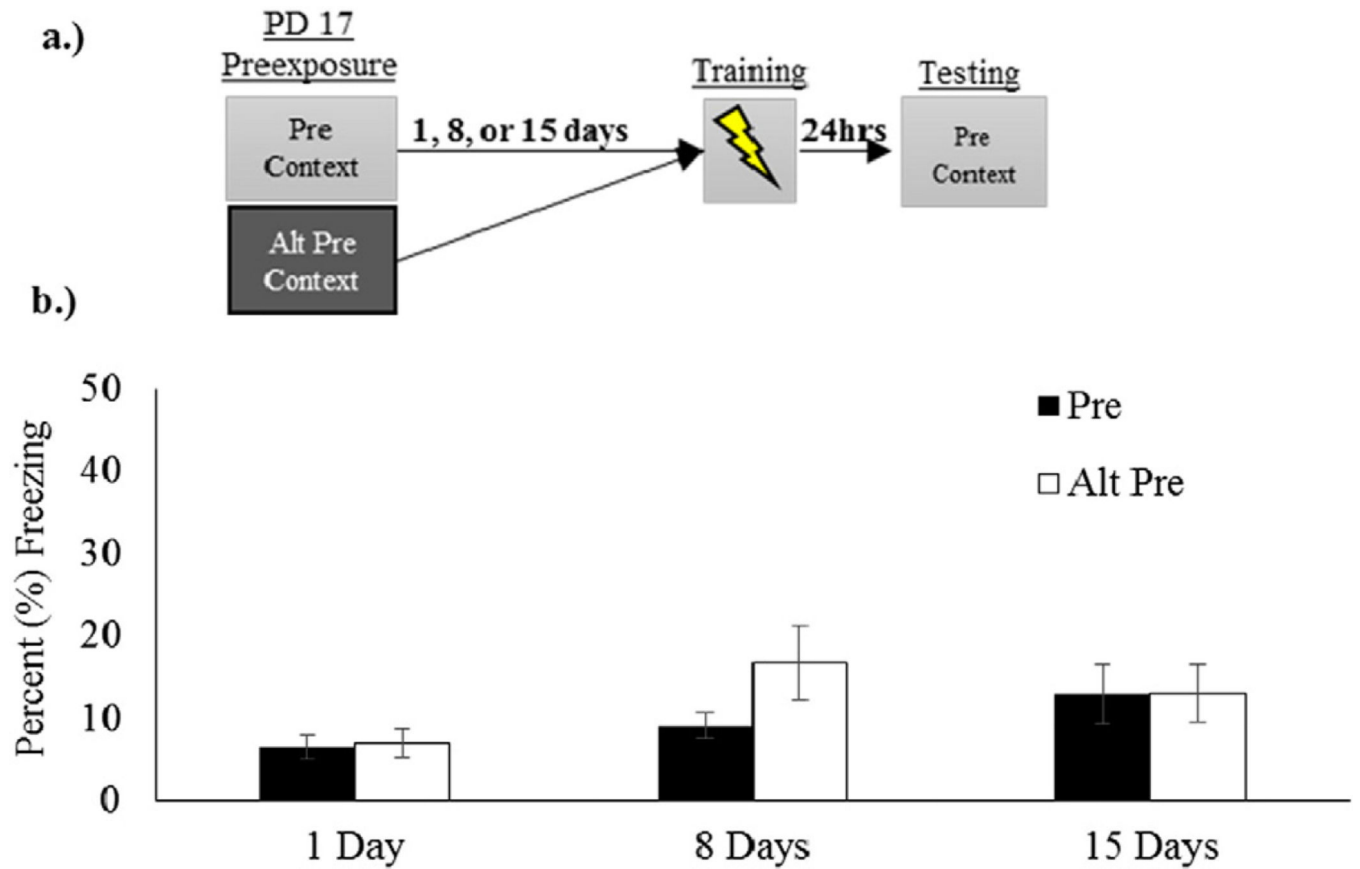 a.)
PD 17
Preexposure
Training
Testing
Pre
Context
1, 8, or 15 days
24hrs
Pre
Context
Alt Pre
Context
b.)
50
40
30
20
10
0
Percent (%) Freezing
Pre
Alt Pre
1 Day
8 Days
15 Days